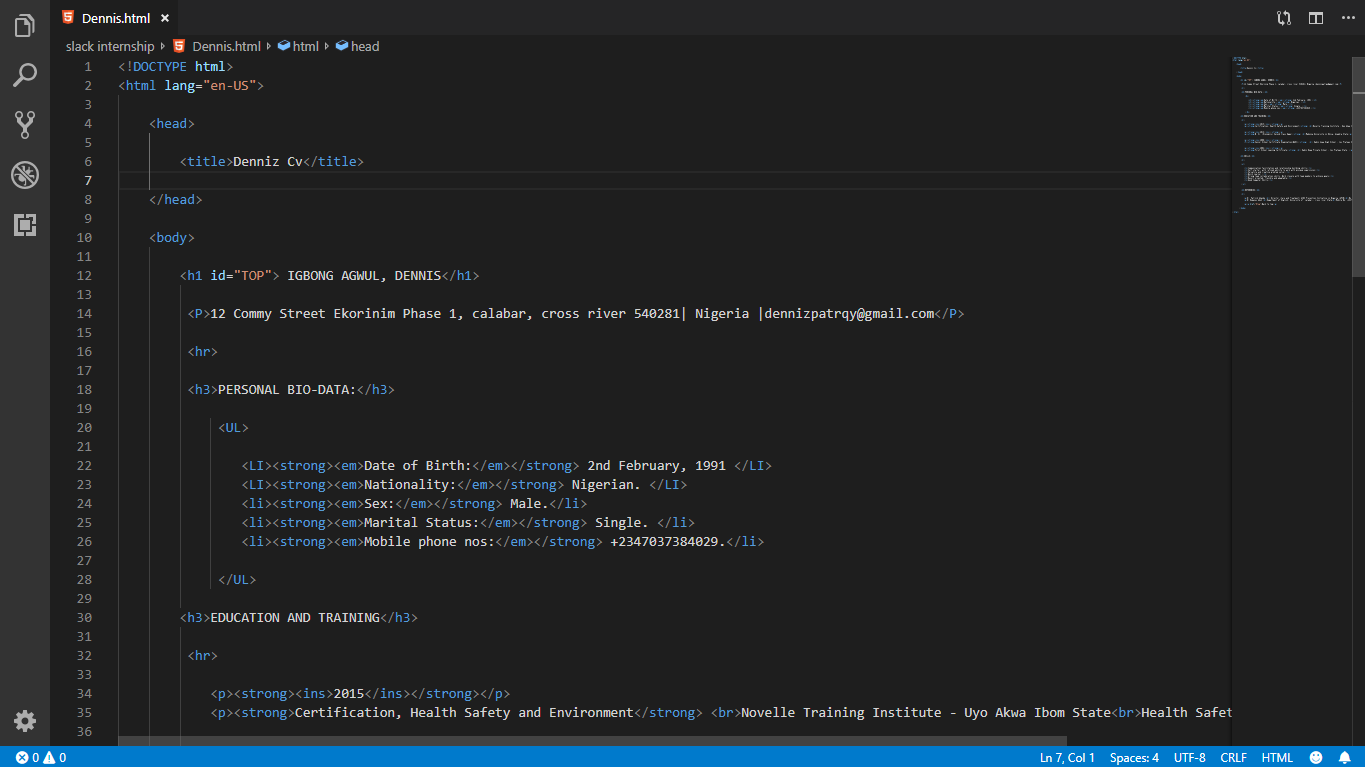 Dennis.html ×
slack internship Dennis.html html head
1 <!DOCTYPE html>
2 <html lang="en-US">
3
4 <head>
5
6 <title>Denniz Cv</title>
7
8 </head>
9
10 <body>
11
12 <h1 id="TOP"> IGBONG AGWUL, DENNIS</h1>
13
14 <P>12 Commy Street Ekorinim Phase 1, calabar, cross river 540281| Nigeria |dennizpatrqy@gmail.com</P>
15
16 <hr>
17
18 <h3>PERSONAL BIO-DATA:</h3>
19
20 <UL>
21
22 <LI><strong><em>Date of Birth:</em></strong> 2nd February, 1991 </LI>
23 <LI><strong><em>Nationality:</em></strong> Nigerian. </LI>
24 <li><strong><em>Sex:</em></strong> Male.</li>
25 <li><strong><em>Marital Status:</em></strong> Single. </li>
26 <li><strong><em>Mobile phone nos:</em></strong> +2347037384029.</li>
27
28 </UL>
29
30 <h3>EDUCATION AND TRAINING</h3>
31
32 <hr>
33
34 <p><strong><ins>2015</ins></strong></p>
35 <p><strong>Certification, Health Safety and Environment</strong> <br>Novelle Training Institute - Uyo Akwa Ibom State<br>Health Safet
36
0 0 Ln 7, Col 1 Spaces: 4 UTF-8 CRLF HTML